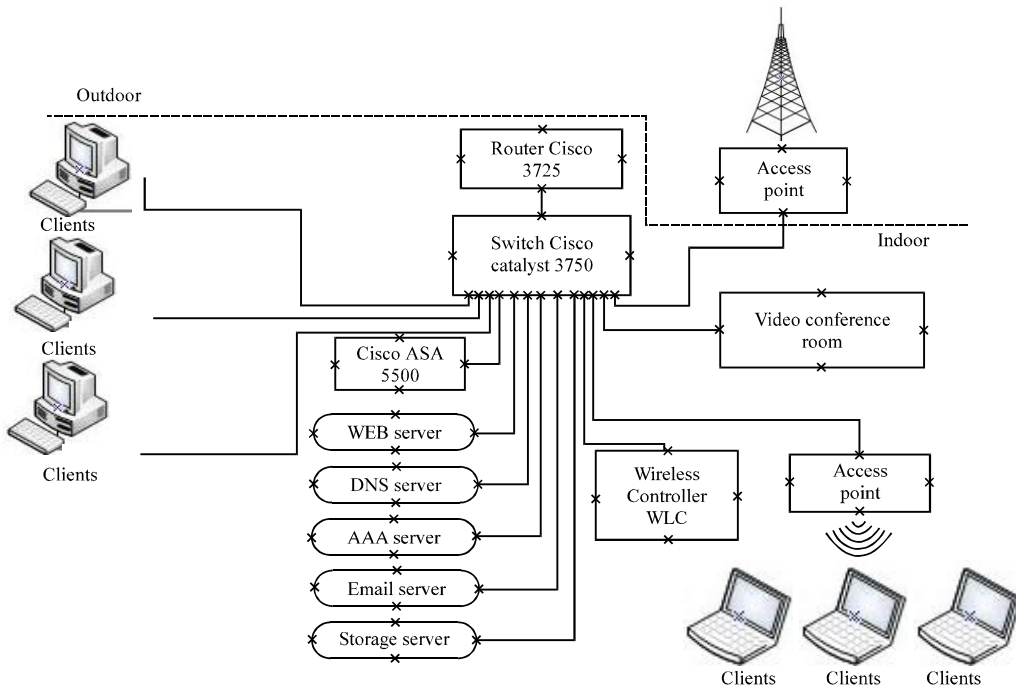 Outdoor
Router Cisco
3725
Access
point
Clients
Indoor
Switch Cisco
catalyst 3750
Clients
Video conference
room
Cisco ASA
5500
Clients
WEB server
DNS server
AAA server
Email server
Storage server
Wireless
Controller
WLC
Access
point
Clients
Clients
Clients